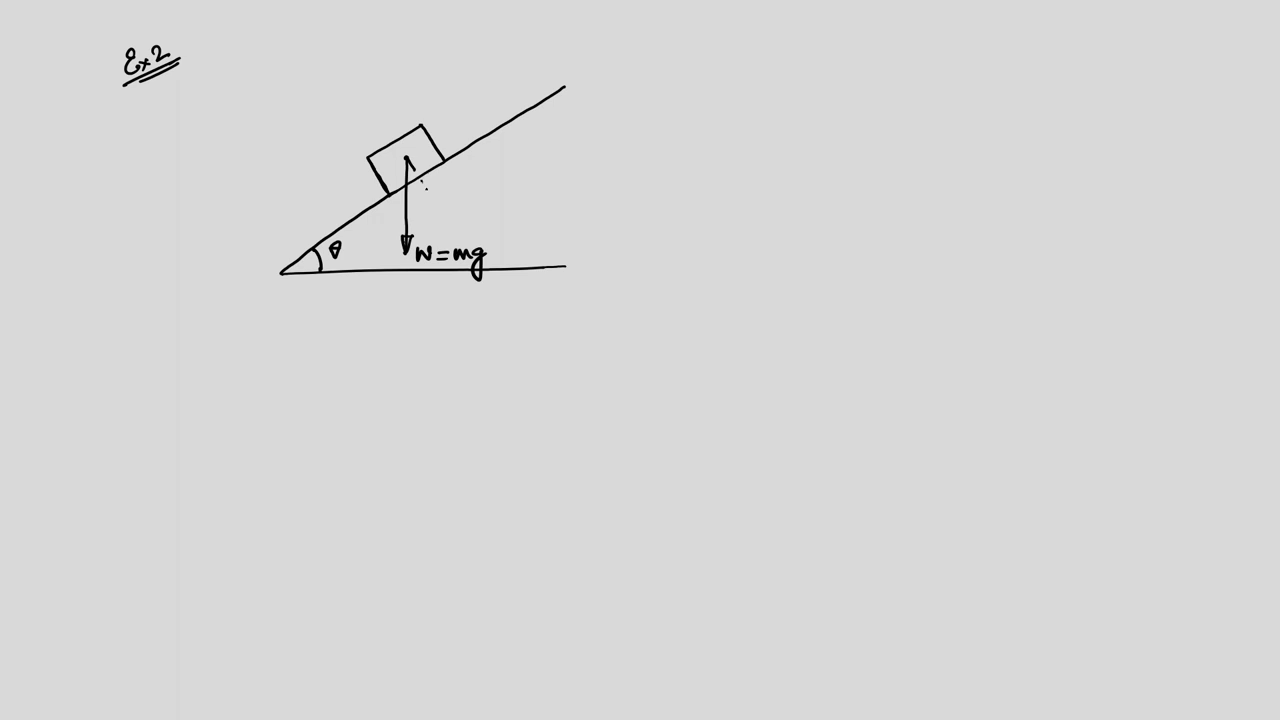 Ex 2
θ
W = mg